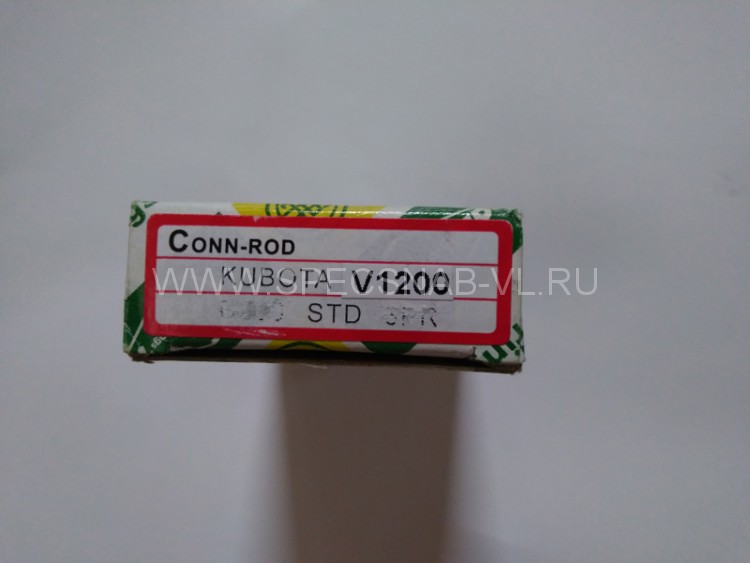 CONN-ROD
KUBOTA V1200
STD
WWW.SPECSNAB-VL.RU